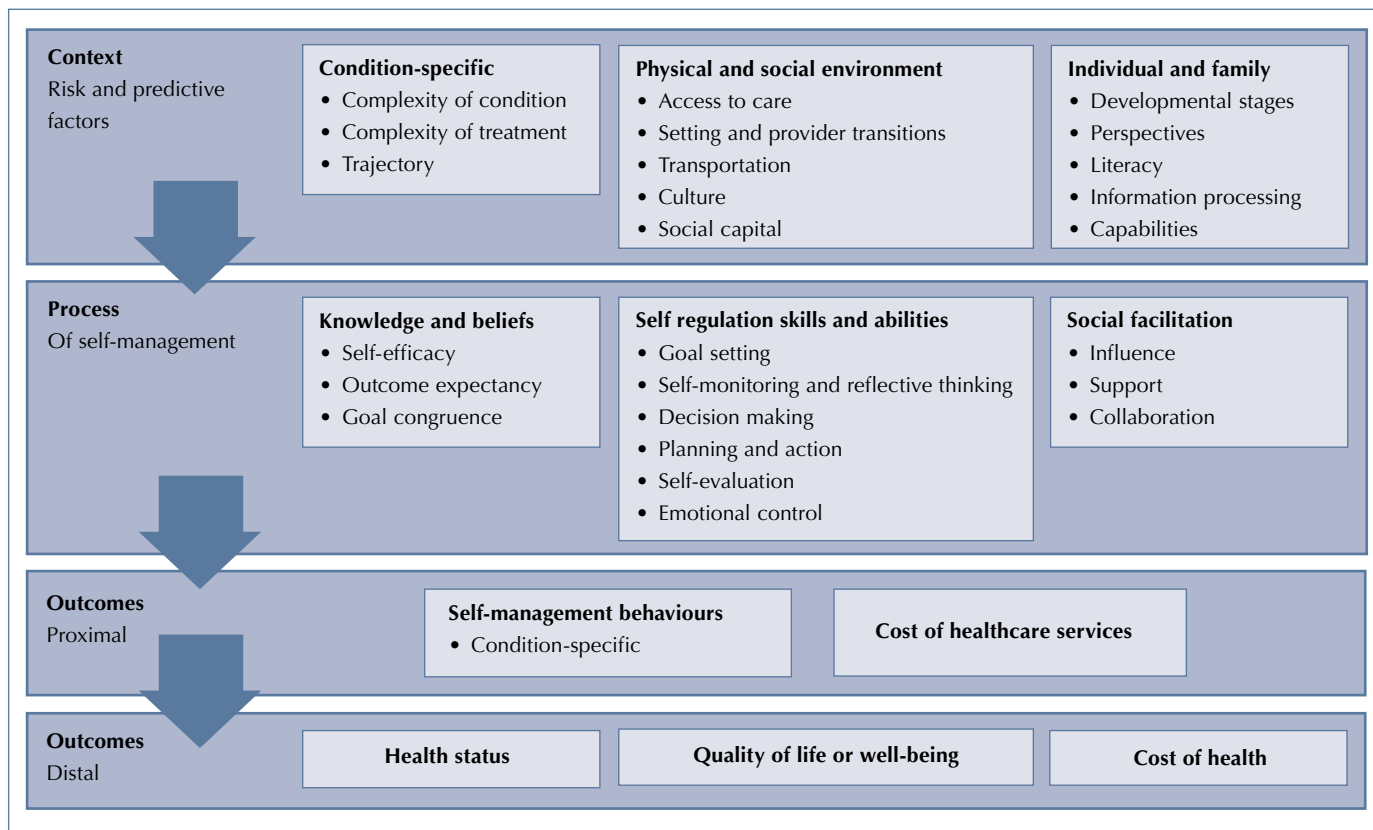 Context
Risk and predictive
factors
Condition-specific
• Complexity of condition
• Complexity of treatment
• Trajectory
Physical and social environment
• Access to care
• Setting and provider transitions
• Transportation
• Culture
• Social capital
Individual and family
• Developmental stages
• Perspectives
• Literacy
• Information processing
• Capabilities
Process
Of self-management
Knowledge and beliefs
• Self-efficacy
• Outcome expectancy
• Goal congruence
Self regulation skills and abilities
• Goal setting
• Self-monitoring and reflective thinking
• Decision making
• Planning and action
• Self-evaluation
• Emotional control
Social facilitation
• Influence
• Support
• Collaboration
Outcomes
Proximal
Self-management behaviours
• Condition-specific
Cost of healthcare services
Outcomes
Distal
Health status
Quality of life or well-being
Cost of health